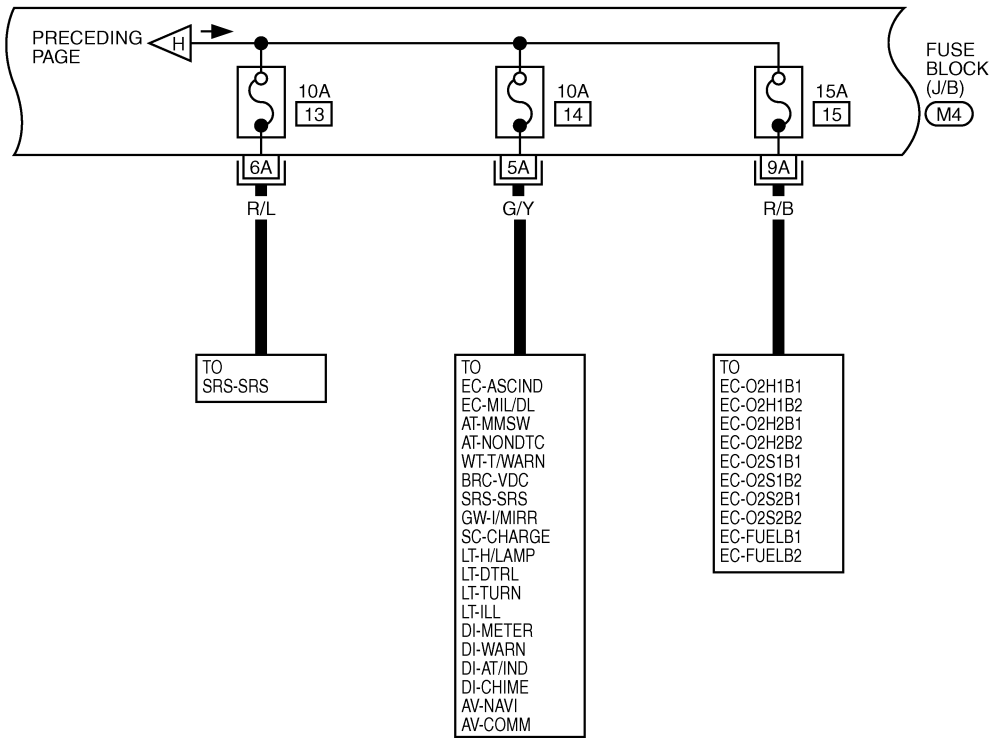 PRECEDING
PAGE
H
FUSE
BLOCK
(J/B)
M4
10A
13
10A
14
15A
15
6A
5A
9A
R/L
G/Y
R/B
TO
SRS-SRS
TO
EC-ASCIND
EC-MIL/DL
AT-MMSW
AT-NONDTC
WT-T/WARN
BRC-VDC
SRS-SRS
GW-I/MIRR
SC-CHARGE
LT-H/LAMP
LT-DTRL
LT-TURN
LT-ILL
DI-METER
DI-WARN
DI-AT/IND
DI-CHIME
AV-NAVI
AV-COMM
TO
EC-O2H1B1
EC-O2H1B2
EC-O2H2B1
EC-O2H2B2
EC-O2S1B1
EC-O2S1B2
EC-O2S2B1
EC-O2S2B2
EC-FUELB1
EC-FUELB2